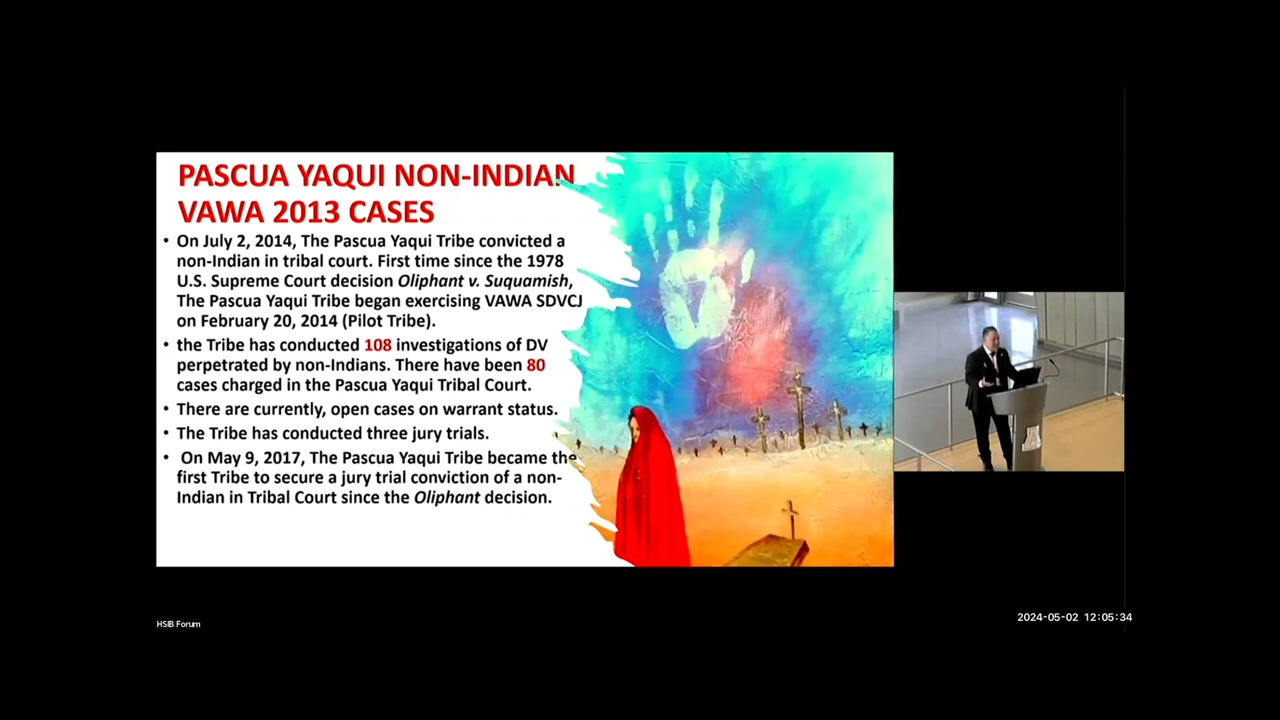 PASCUA YAQUI NON-INDIAN
VAWA 2013 CASES
• On July 2, 2014, The Pascua Yaqui Tribe convicted a
non-Indian in tribal court. First time since the 1978
U.S. Supreme Court decision Oliphant v. Suquamish,
The Pascua Yaqui Tribe began exercising VAWA SDVCJ
on February 20, 2014 (Pilot Tribe).
• the Tribe has conducted 108 investigations of DV
perpetrated by non-Indians. There have been 80
cases charged in the Pascua Yaqui Tribal Court.
• There are currently, open cases on warrant status.
• The Tribe has conducted three jury trials.
• On May 9, 2017, The Pascua Yaqui Tribe became the
first Tribe to secure a jury trial conviction of a non-
Indian in Tribal Court since the Oliphant decision.
HSIB Forum
2024-05-02 12:05:34